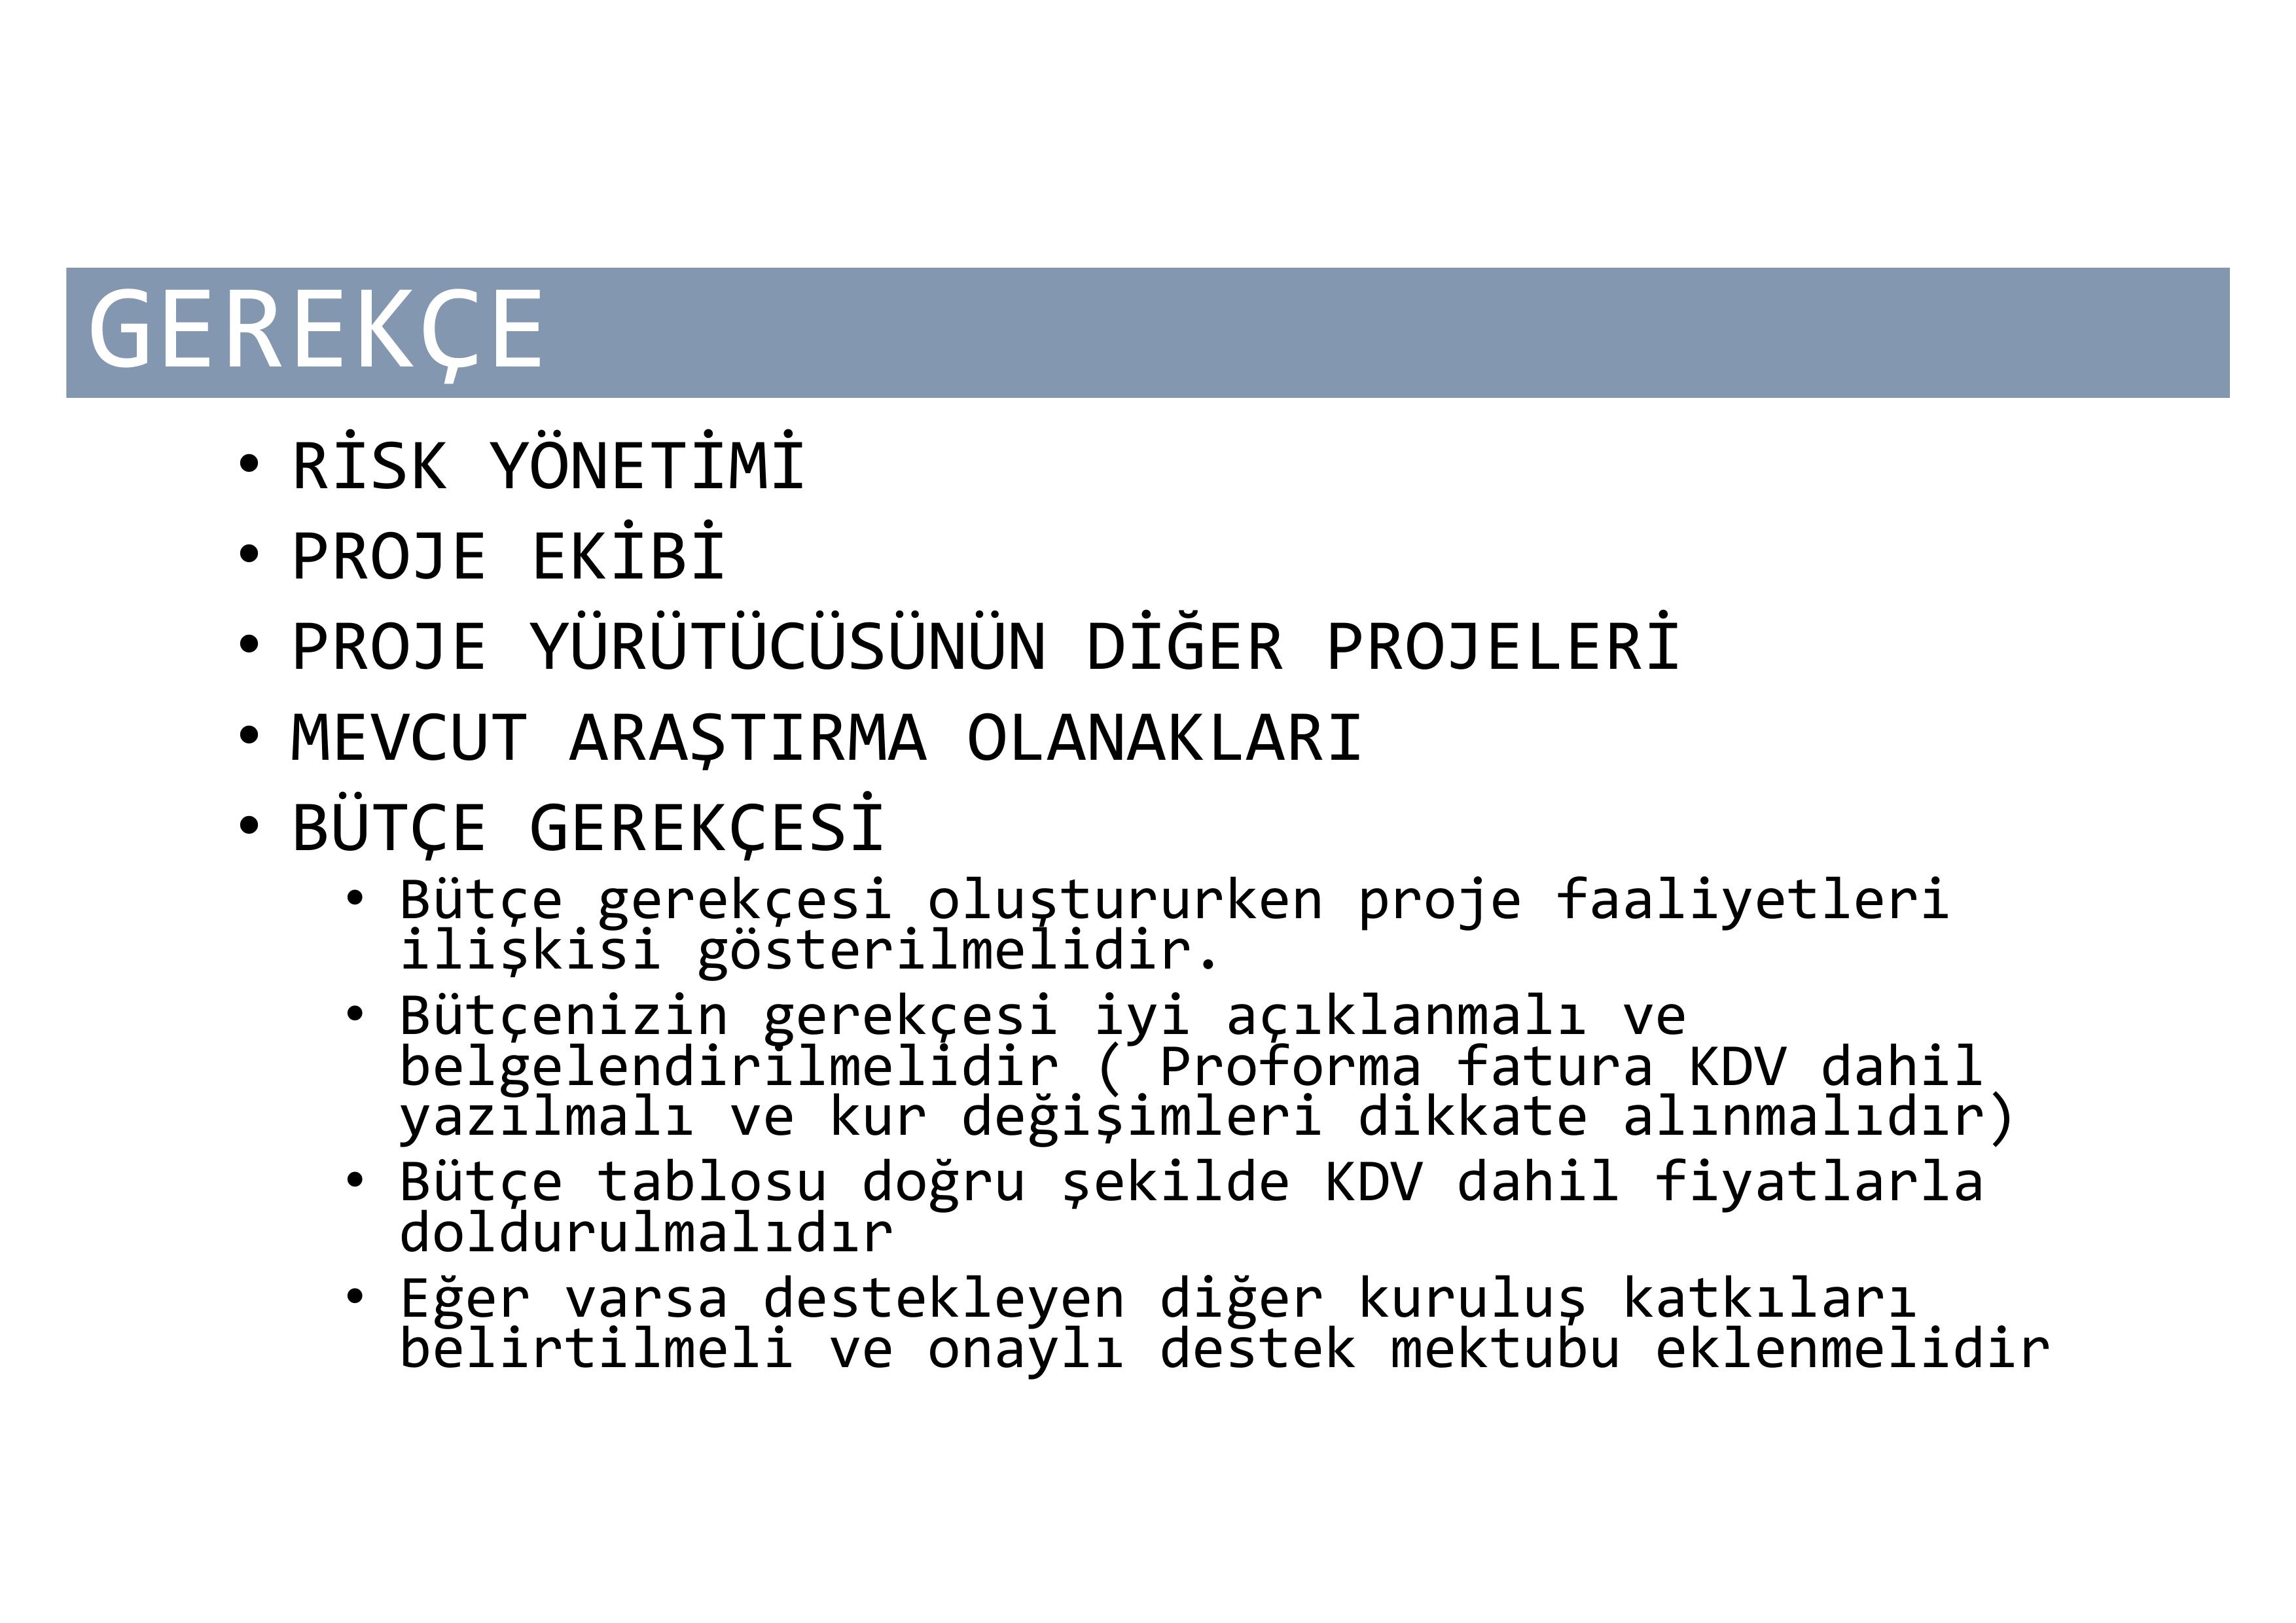 GEREKÇE
• RİSK YÖNETİMİ
• PROJE EKİBİ
• PROJE YÜRÜTÜCÜSÜNÜN DİĞER PROJELERİ
• MEVCUT ARAŞTIRMA OLANAKLARI
• BÜTÇE GEREKÇESİ
• Bütçe gerekçesi oluştururken proje faaliyetleri
ilişkisi gösterilmelidir.
• Bütçenizin gerekçesi iyi açıklanmalı ve
belgelendirilmelidir ( Proforma fatura KDV dahil
yazılmalı ve kur değişimleri dikkate alınmalıdır)
• Bütçe tablosu doğru şekilde KDV dahil fiyatlarla
doldurulmalıdır
• Eğer varsa destekleyen diğer kuruluş katkıları
belirtilmeli ve onaylı destek mektubu eklenmelidir